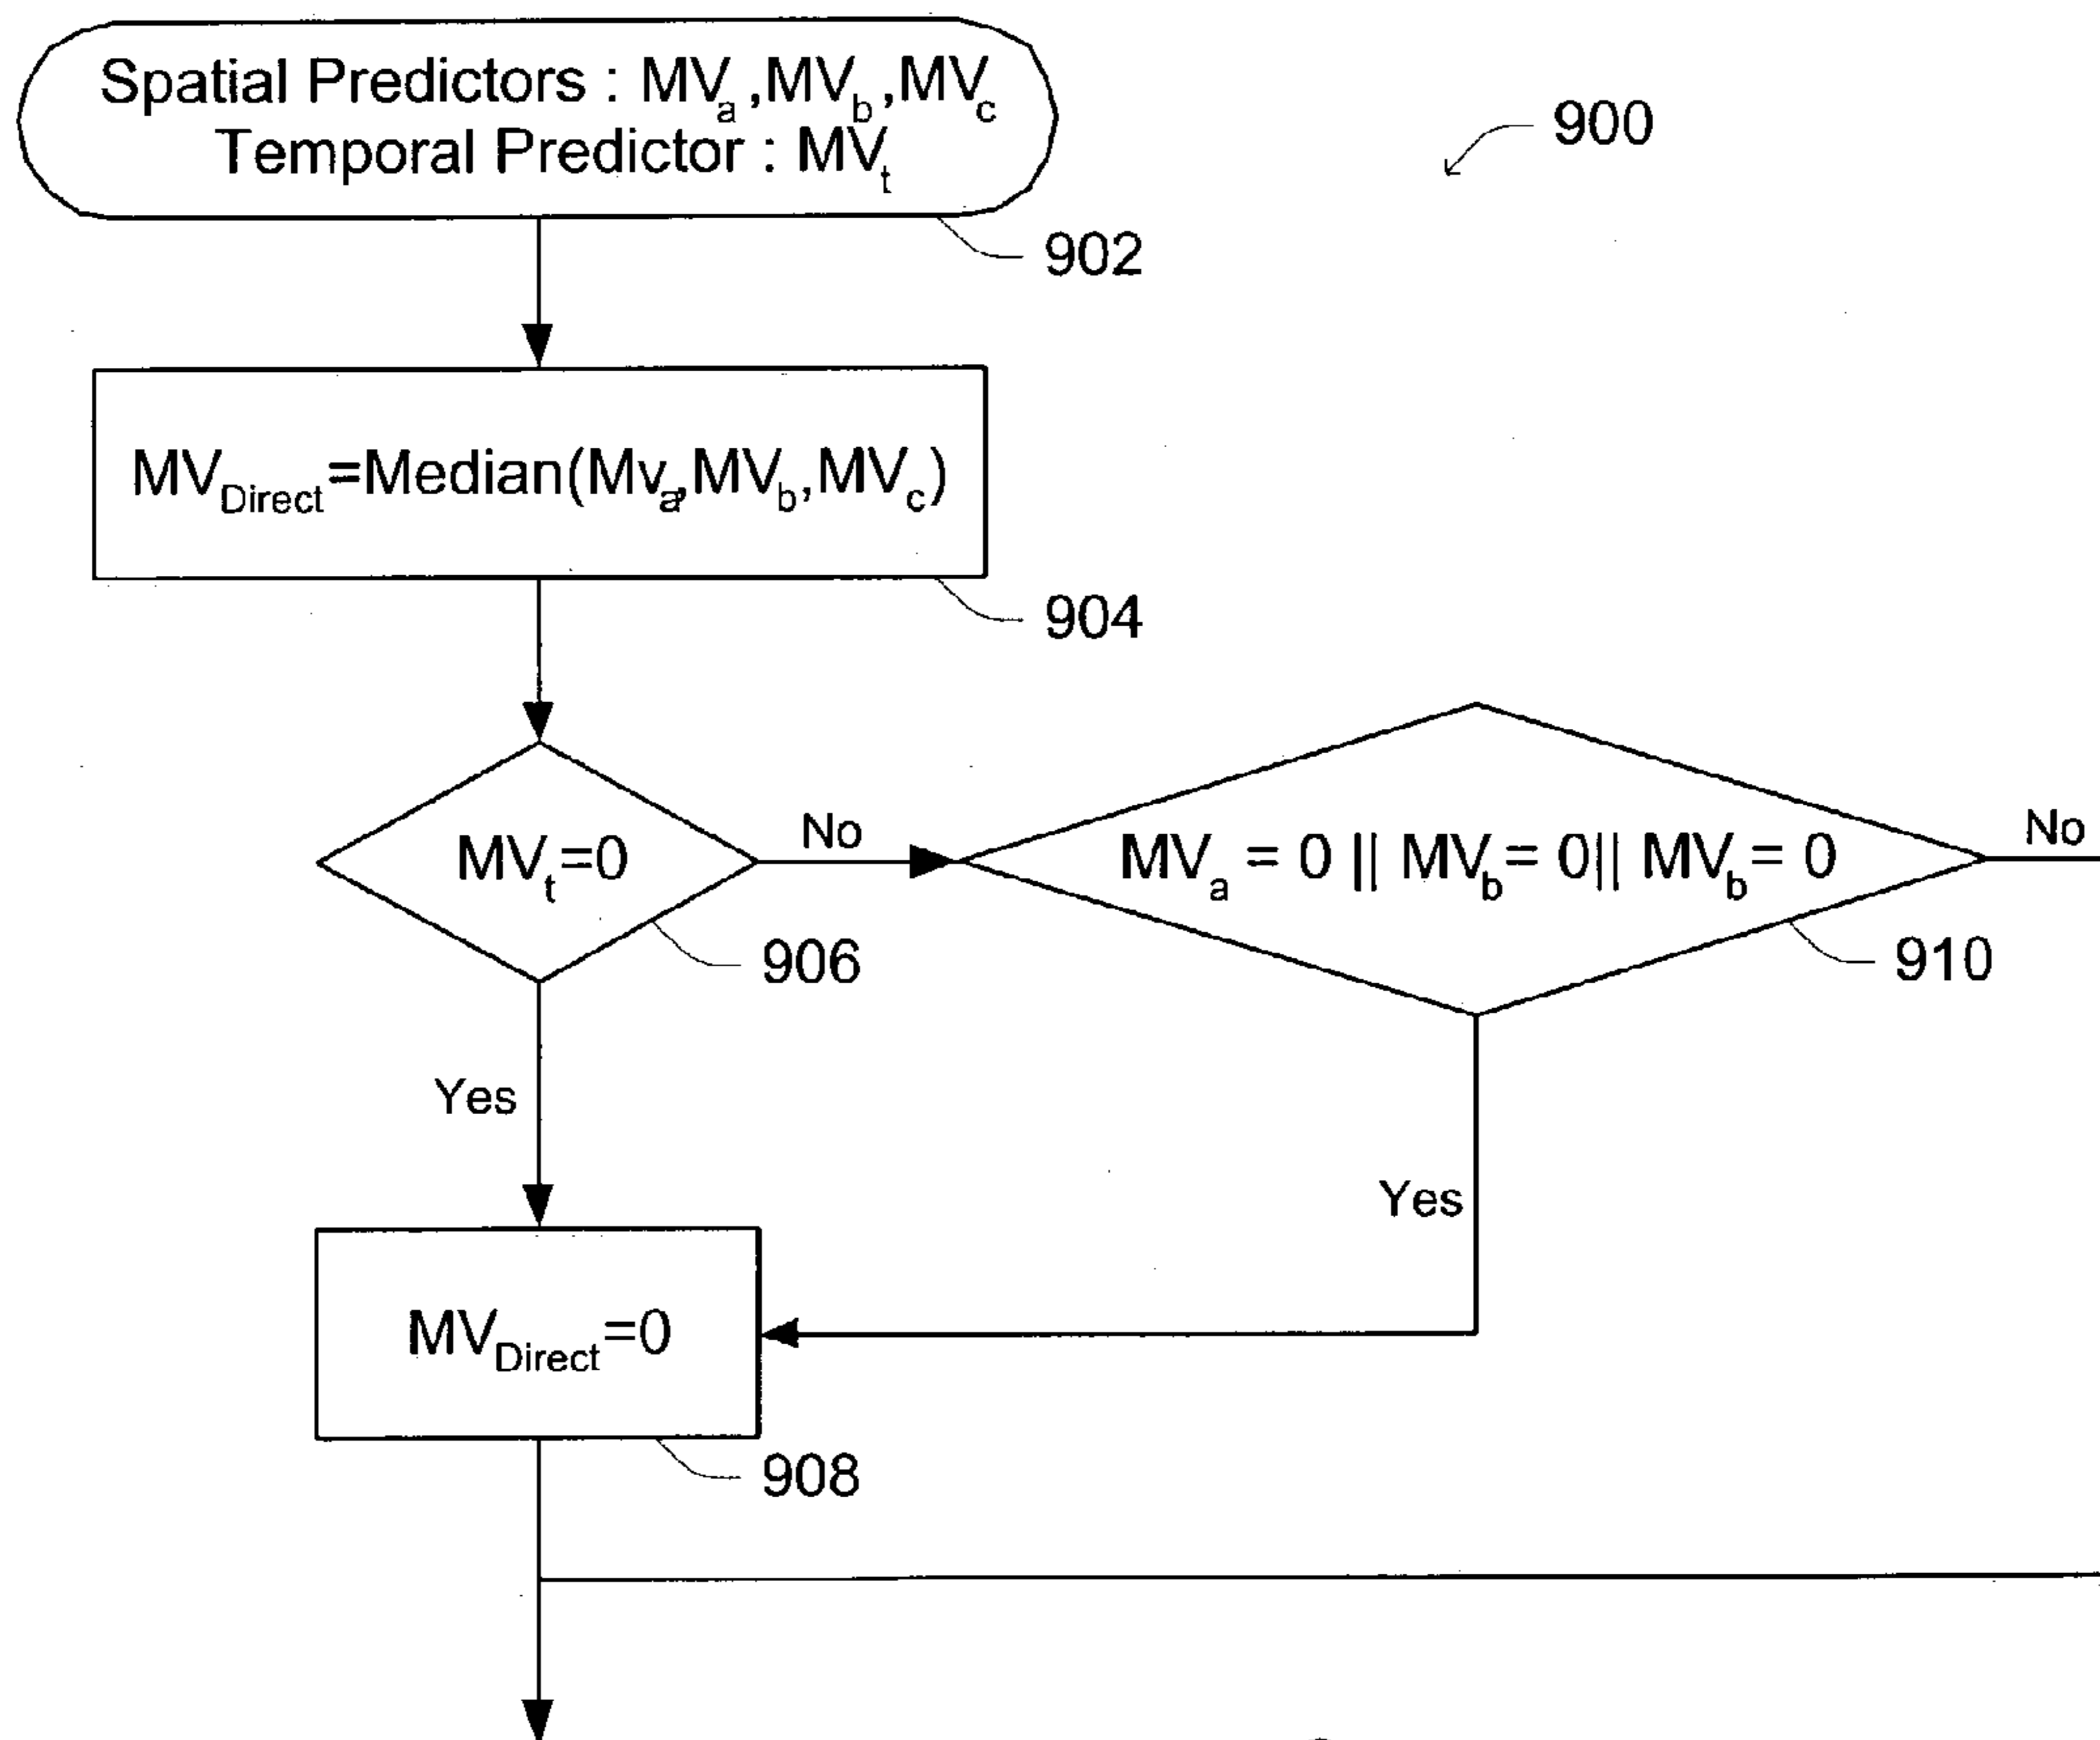 Spatial Predictors : MVa,MVb,MVc
Temporal Predictor : MVt
900
902
MVDirect=Median(Mva,MVb,MVc)
904
MVt=0
No
MVa = 0 || MVb= 0|| MVb= 0
No
906
910
Yes
Yes
MVDirect=0
908